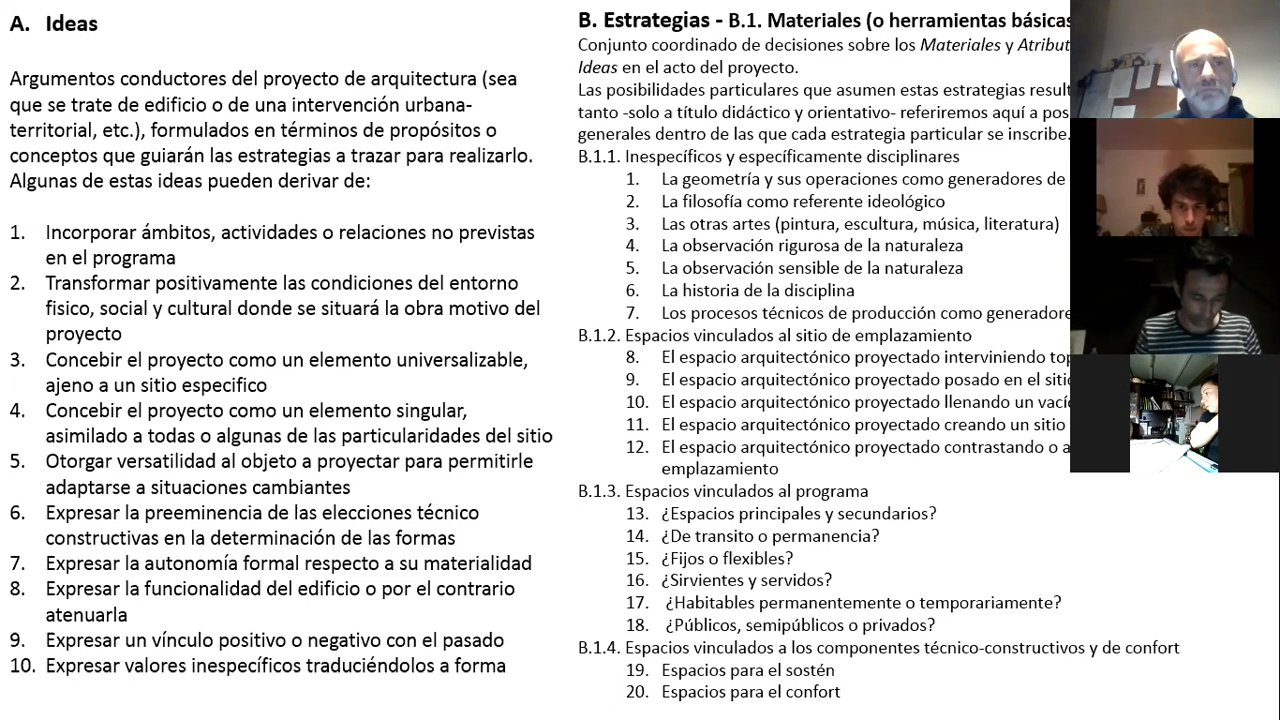 A. Ideas
Argumentos conductores del proyecto de arquitectura (sea
que se trate de edificio o de una intervención urbana-
territorial, etc.), formulados en términos de propósitos o
conceptos que guiarán las estrategias a trazar para realizarlo.
Algunas de estas ideas pueden derivar de:
1. Incorporar ámbitos, actividades o relaciones no previstas
en el programa
2. Transformar positivamente las condiciones del entorno
fisico, social y cultural donde se situará la obra motivo del
proyecto
3. Concebir el proyecto como un elemento universalizable,
ajeno a un sitio especifico
4. Concebir el proyecto como un elemento singular,
asimilado a todas o algunas de las particularidades del sitio
5. Otorgar versatilidad al objeto a proyectar para permitirle
adaptarse a situaciones cambiantes
6. Expresar la preeminencia de las elecciones técnico
constructivas en la determinación de las formas
7. Expresar la autonomía formal respecto a su materialidad
8. Expresar la funcionalidad del edificio o por el contrario
atenuarla
9. Expresar un vínculo positivo o negativo con el pasado
10. Expresar valores inespecíficos traduciéndolos a forma
B. Estrategias - B.1. Materiales (o herramientas básicas
Conjunto coordinado de decisiones sobre los Materiales y
Ideas en el acto del proyecto.
Las posibilidades particulares que asumen estas estrategias
tanto -solo a título didáctico y orientativo- referiremos aquí a
generales dentro de las que cada estrategia particular se inscribe.
B.1.1. Inespecíficos y específicamente disciplinares
1. La geometría y sus operaciones como generadores de
2. La filosofía como referente ideológico
3. Las otras artes (pintura, escultura, música, literatura)
4. La observación rigurosa de la naturaleza
5. La observación sensible de la naturaleza
6. La historia de la disciplina
7. Los procesos técnicos de producción como
B.1.2. Espacios vinculados al sitio de emplazamiento
8. El espacio arquitectónico proyectado interviniendo
9. El espacio arquitectónico proyectado posado en el
10. El espacio arquitectónico proyectado llenando un
11. El espacio arquitectónico proyectado creando un sitio
12. El espacio arquitectónico proyectado contrastando o
emplazamiento
B.1.3. Espacios vinculados al programa
13. ¿Espacios principales y secundarios?
14. ¿De transito o permanencia?
15. ¿Fijos o flexibles?
16. ¿Sirvientes y servidos?
17. ¿Habitables permanentemente o temporariamente?
18. ¿Públicos, semipúblicos o privados?
B.1.4. Espacios vinculados a los componentes técnico-constructivos y de confort
19. Espacios para el sostén
20. Espacios para el confort